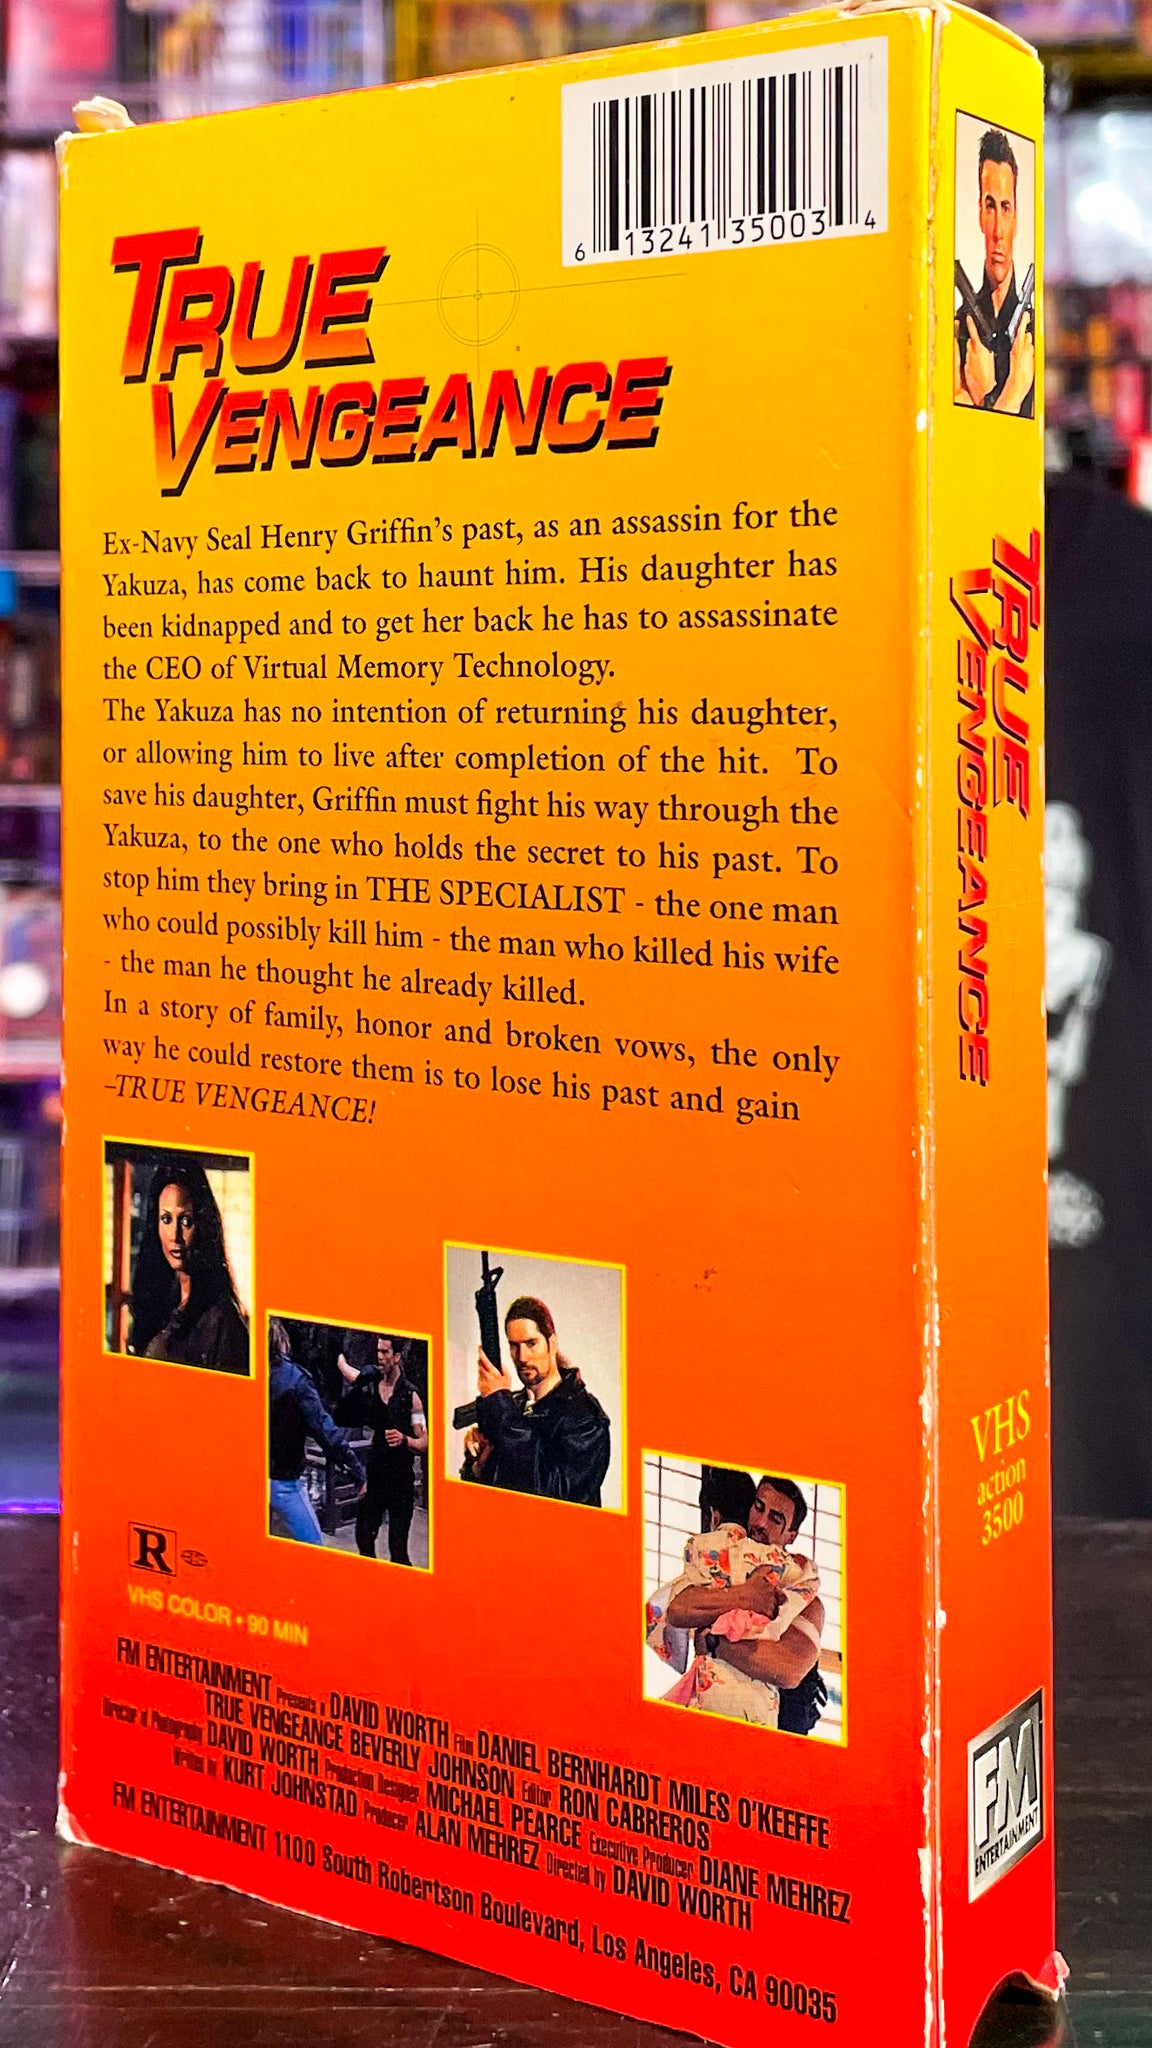 6 13241 35003 4
TRUE
VENGEANCE
Ex-Navy Seal Henry Griffin's past, as an assassin for the
Yakuza, has come back to haunt him. His daughter has
been kidnapped and to get her back he has to assassinate
the CEO of Virtual Memory Technology.
The Yakuza has no intention of returning his daughter,
or allowing him to live after completion of the hit. To
save his daughter, Griffin must fight his way through the
Yakuza, to the one who holds the secret to his past. To
stop him they bring in THE SPECIALIST - the one man
who could possibly kill him - the man who killed his wife
- the man he thought he already killed.
In a story of family, honor and broken vows, the only
way he could restore them is to lose his past and gain
–TRUE VENGEANCE!
R
VHS COLOR • 90 MIN
FM ENTERTAINMENT Presents a DAVID WORTH Film DANIEL BERNHARDT MILES O'KEEFFE
TRUE VENGEANCE BEVERLY JOHNSON Editor RON CABREROS
Director of Photography DAVID WORTH Production Designer MICHAEL PEARCE Executive Producer DIANE MEHREZ
Written by KURT JOHNSTAD Producer ALAN MEHREZ Directed by DAVID WORTH
FM ENTERTAINMENT 1100 South Robertson Boulevard, Los Angeles, CA 90035
TRUE
VENGEANCE
VHS
action
3500
FM
ENTERTAINMENT